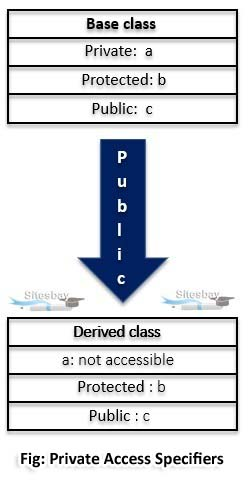 Base class
Private: a
Protected: b
Public: c
Public
Sitesbay
Sitesbay
Derived class
a: not accessible
Protected : b
Public : c
Fig: Private Access Specifiers